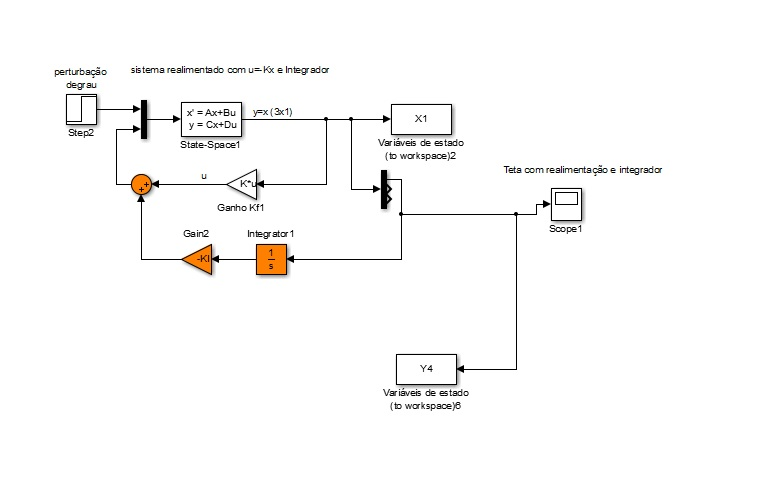 sistema realimentado com u=-Kx e Integrador
perturbação
degrau
Step2
x' = Ax+Bu
y = Cx+Du
State-Space1
y=x (3x1)
X1
Variáveis de estado
(to workspace)2
Teta com realimentação e integrador
Scope1
u
K*u
Ganho Kf1
++
Gain2
-KI
Integrator1
1
s
Y4
Variáveis de estado
(to workspace)6